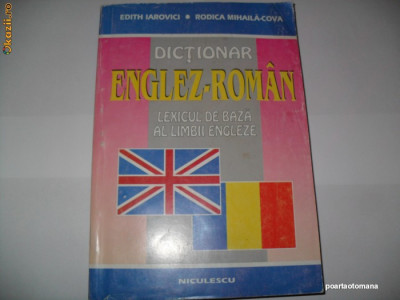 EDITH IAROVICI • RODICA MIHAILĂ-COVA
DICȚIONAR
ENGLEZ-ROMÂN
LEXICUL DE BAZĂ
AL LIMBII ENGLEZE
NICULESCU
poartaotomana